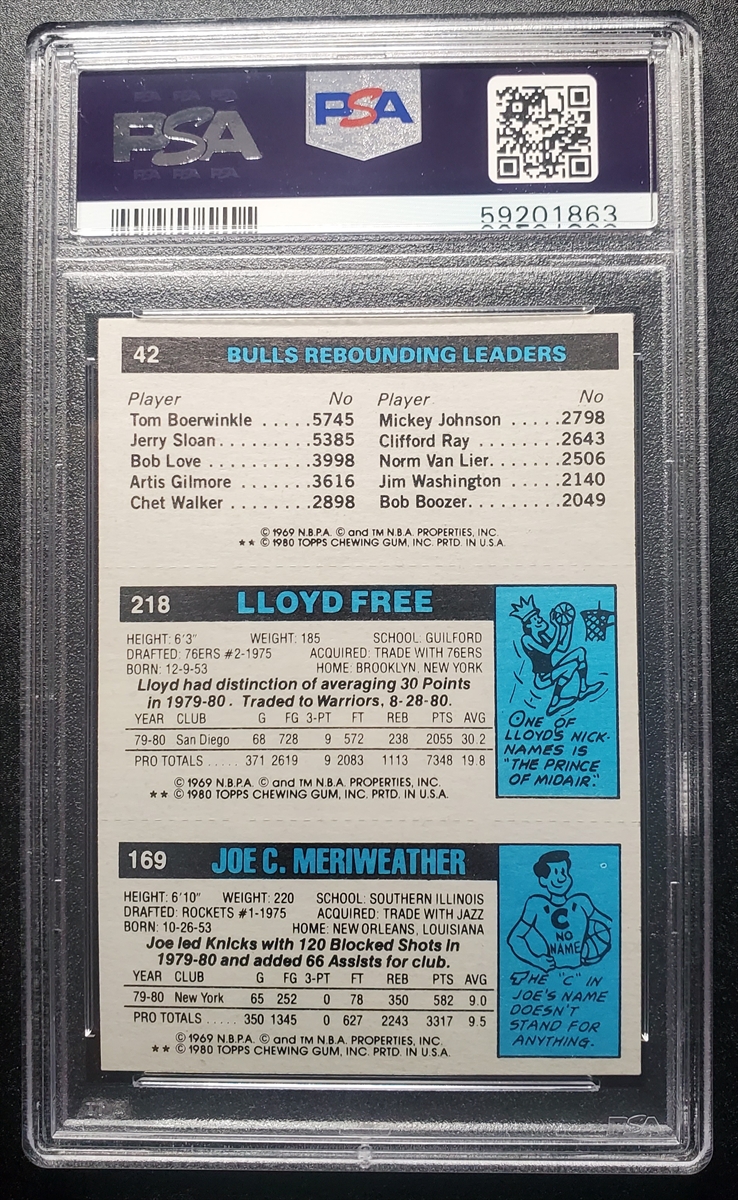 PSA
PSA
59201863
42 BULLS REBOUNDING LEADERS
Player No Player No
Tom Boerwinkle .....5745 Mickey Johnson .....2798
Jerry Sloan.........5385 Clifford Ray ........2643
Bob Love ..........3998 Norm Van Lier.......2506
Artis Gilmore .......3616 Jim Washington .....2140
Chet Walker ........2898 Bob Boozer.........2049
© 1969 N.B.P.A. © and TM N.B.A. PROPERTIES, INC.
★★ © 1980 TOPPS CHEWING GUM, INC. PRTD. IN U.S.A.
218 LLOYD FREE
HEIGHT: 6'3" WEIGHT: 185 SCHOOL: GUILFORD
DRAFTED: 76ERS #2-1975 ACQUIRED: TRADE WITH 76ERS
BORN: 12-9-53 HOME: BROOKLYN, NEW YORK
Lloyd had distinction of averaging 30 Points
in 1979-80. Traded to Warriors, 8-28-80.
YEAR CLUB G FG 3-PT FT REB PTS AVG
79-80 San Diego 68 728 9 572 238 2055 30.2
PRO TOTALS ..... 371 2619 9 2083 1113 7348 19.8
© 1969 N.B.P.A. © and TM N.B.A. PROPERTIES, INC.
★★ © 1980 TOPPS CHEWING GUM, INC. PRTD. IN U.S.A.
ONE OF
LLOYD'S NICK-
NAMES IS
"THE PRINCE
OF MIDAIR."
169 JOE C. MERIWEATHER
HEIGHT: 6'10" WEIGHT: 220 SCHOOL: SOUTHERN ILLINOIS
DRAFTED: ROCKETS #1-1975 ACQUIRED: TRADE WITH JAZZ
BORN: 10-26-53 HOME: NEW ORLEANS, LOUISIANA
Joe led Knicks with 120 Blocked Shots in
1979-80 and added 66 Assists for club.
YEAR CLUB G FG 3-PT FT REB PTS AVG
79-80 New York 65 252 0 78 350 582 9.0
PRO TOTALS ..... 350 1345 0 627 2243 3317 9.5
© 1969 N.B.P.A. © and TM N.B.A. PROPERTIES, INC.
★★ © 1980 TOPPS CHEWING GUM, INC. PRTD. IN U.S.A.
"C"
NO
NAME
THE "C" IN
JOE'S NAME
DOESN'T
STAND FOR
ANYTHING.
PSA